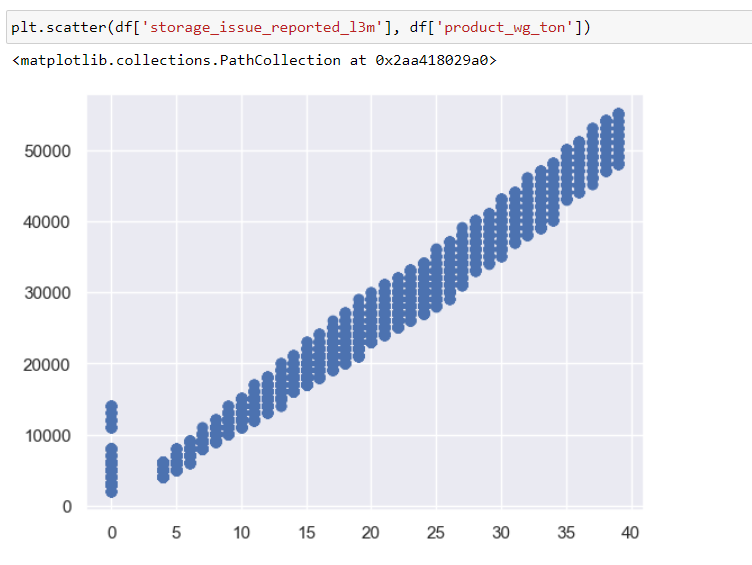 plt.scatter(df['storage_issue_reported_l3m'], df['product_wg_ton'])
<matplotlib.collections.PathCollection at 0x2aa418029a0>
50000
40000
30000
20000
10000
0
0 5 10 15 20 25 30 35 40